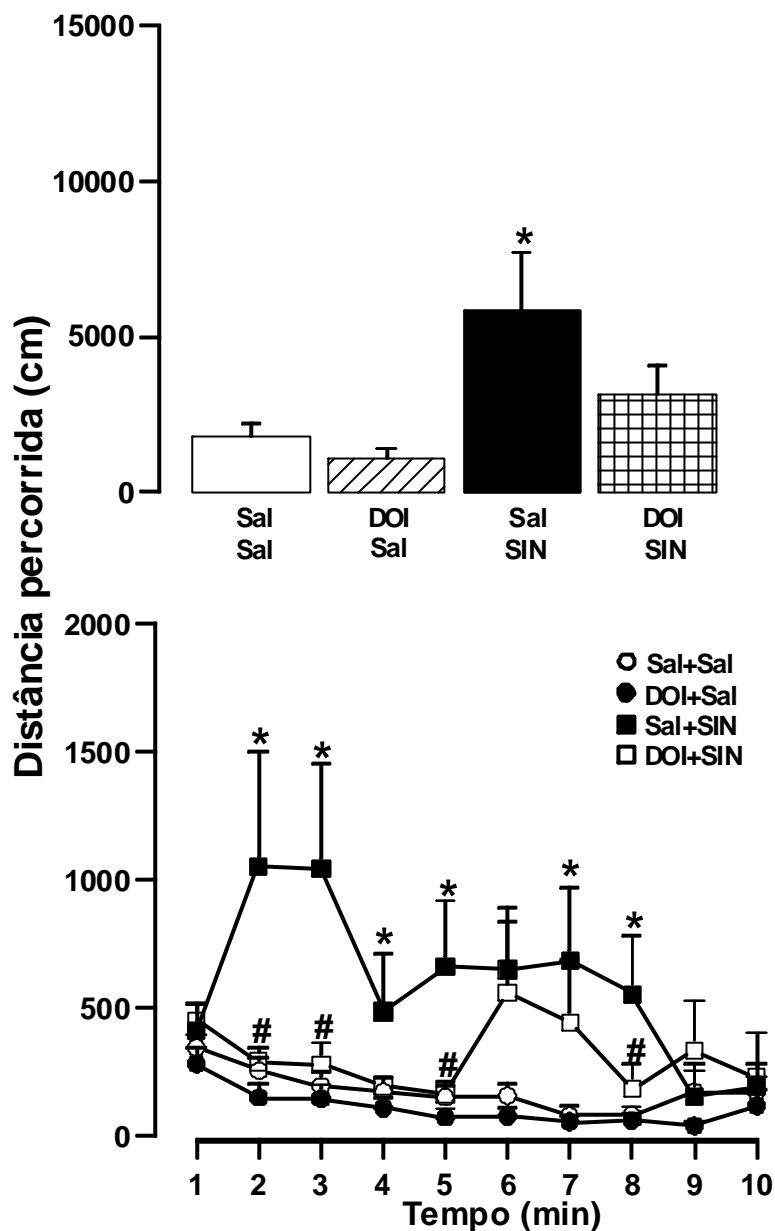 15000
10000
5000
0
*
Sal DOI Sal DOI
Sal Sal SIN SIN
Distância percorrida (cm)
2000
1500
1000
500
0
Sal+Sal
DOI+Sal
Sal+SIN
DOI+SIN
* * * * * *
# # # #
1 2 3 4 5 6 7 8 9 10
Tempo (min)